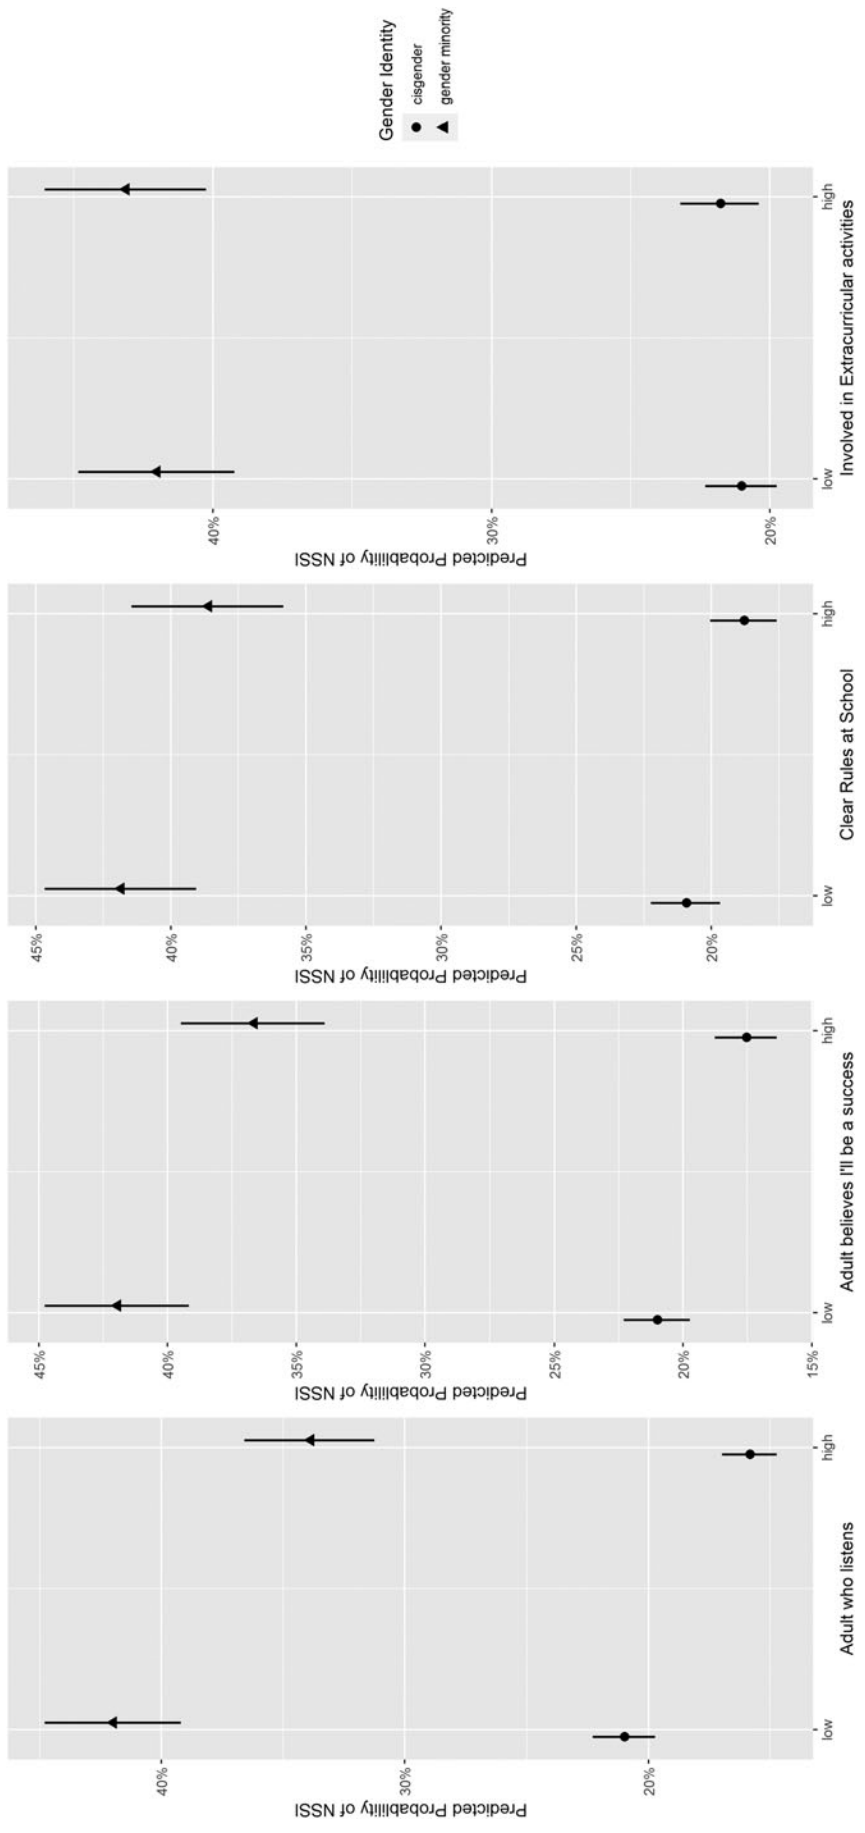 Predicted Probability of NSSI
40%
30%
20%
low
high
Adult who listens
Predicted Probability of NSSI
45%
40%
35%
30%
25%
20%
15%
low
high
Adult believes I'll be a success
Predicted Probability of NSSI
45%
40%
35%
30%
25%
20%
low
high
Clear Rules at School
Predicted Probability of NSSI
40%
30%
20%
low
high
Involved in Extracurricular activities
Gender Identity
cisgender
gender minority